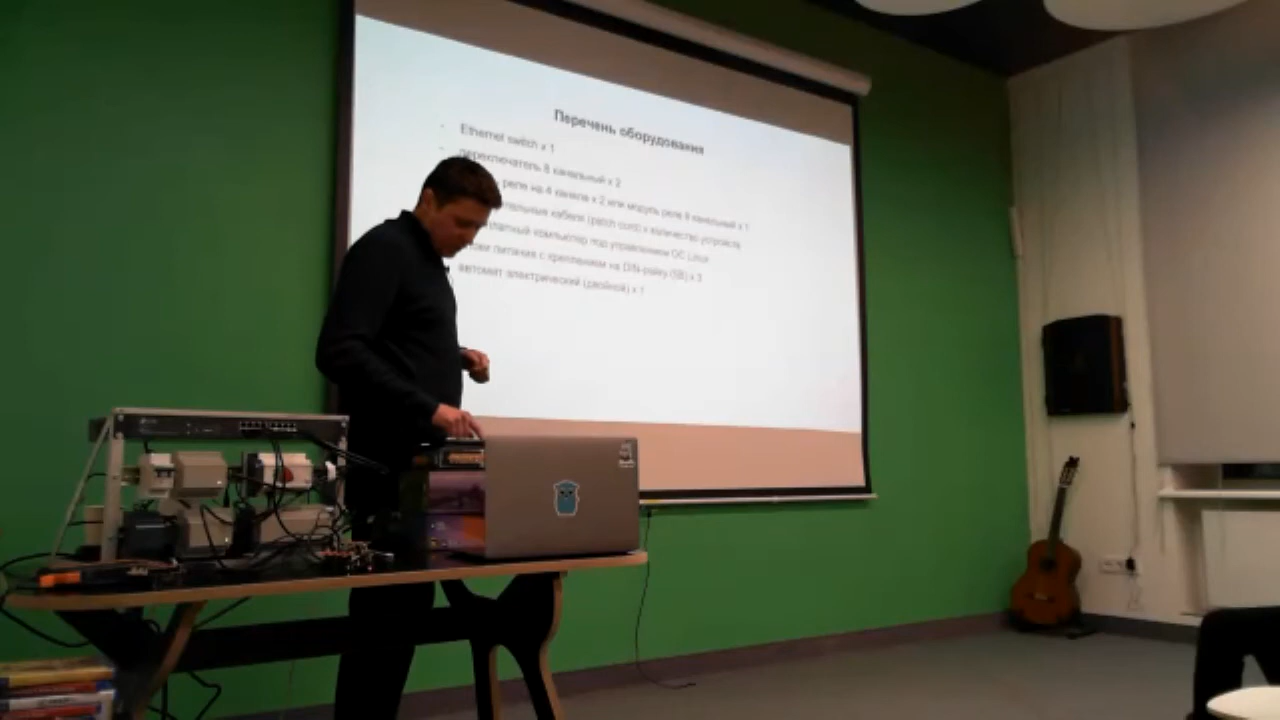 Перечень оборудования
Ethernet switch x 1
переключатель 8 канальный x 2
реле на 4 канала x 2 или модуль реле 8 канальный x 1
кабеля (patch cord) x количество устройств
компьютер под управлением ОС Linux
питания с креплением на DIN-рейку (5В) x 3
автомат электрический (двойной) x 1